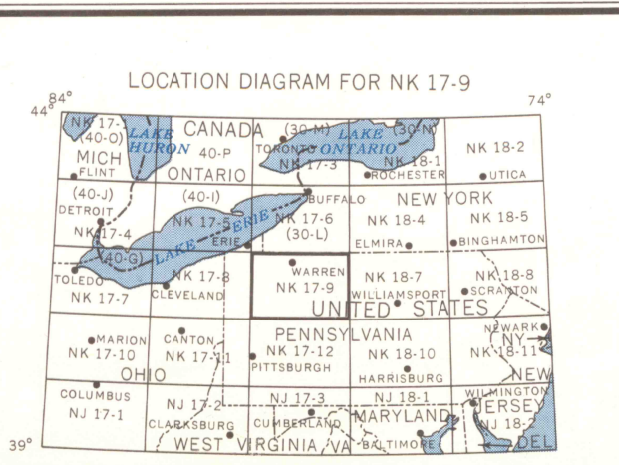 LOCATION DIAGRAM FOR NK 17-9
84°
74°
44°
NK 17-
CANADA
(30-M)
LAKE
(30-N)
(40-O)
LAKE
TORONTO
ONTARIO
NK 18-2
MICH
HURON
40-P
NK 17-3
NK 18-1
FLINT
ONTARIO
ROCHESTER
UTICA
(40-J)
(40-I)
BUFFALO
NEW YORK
DETROIT
NK 17-5
ERIE
NK 17-6
NK 18-4
NK 18-5
NK 17-4
LAKE
ERIE
(30-L)
ELMIRA
BINGHAMTON
(40-G)
WARREN
TOLEDO
NK 17-8
NK 17-9
NK 18-7
NK 18-8
NK 17-7
CLEVELAND
WILLIAMSPORT
SCRANTON
UNITED STATES
MARION
CANTON
PENNSYLVANIA
NEWARK
NY
NK 17-10
NK 17-11
NK 17-12
NK 18-10
NK 18-11
OHIO
PITTSBURGH
HARRISBURG
NEW
COLUMBUS
NJ 17-2
NJ 17-3
NJ 18-1
WILMINGTON
JERSEY
NJ 17-1
CLARKSBURG
CUMBERLAND
MARYLAND
NJ 18-2
39°
WEST VIRGINIA
VA
BALTIMORE
DEL